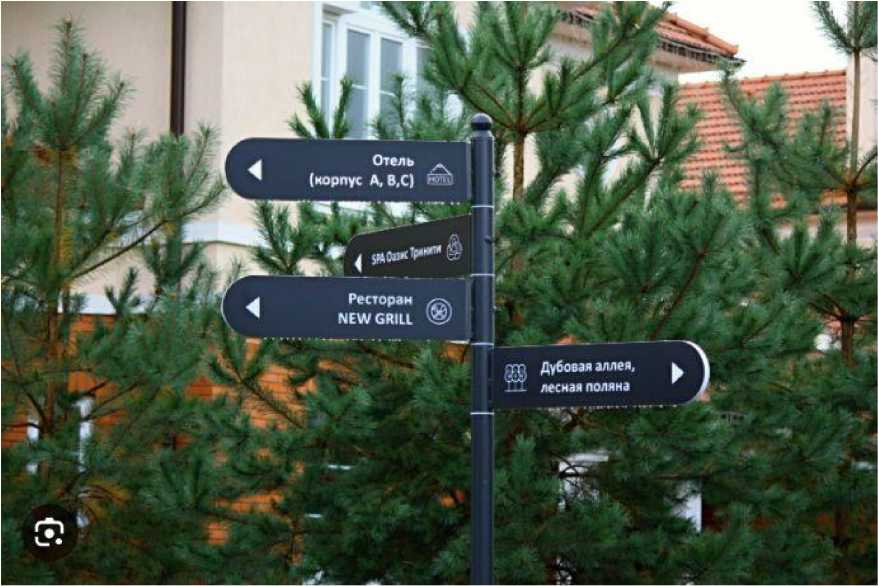 Отель
(корпус А, В,С)
HOTEL
SPA Оазис Тринити
Ресторан
NEW GRILL
Дубовая аллея,
лесная поляна